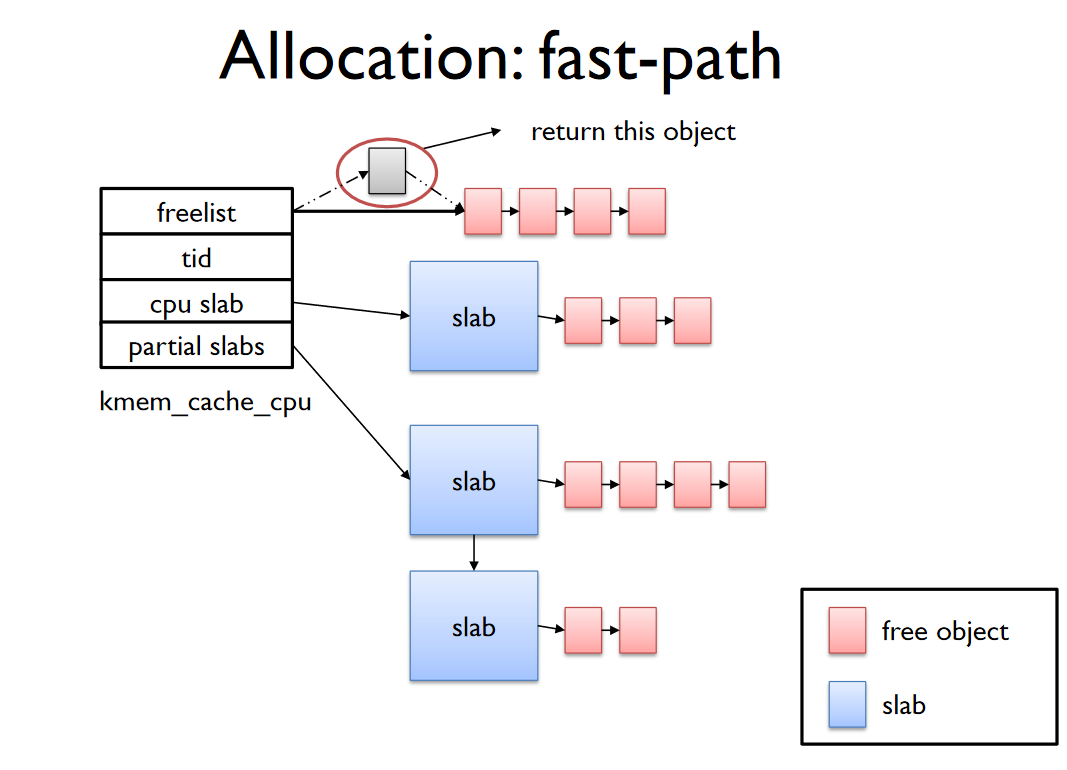 Allocation: fast-path
return this object
freelist
tid
cpu slab
partial slabs
kmem_cache_cpu
slab
slab
slab
free object
slab